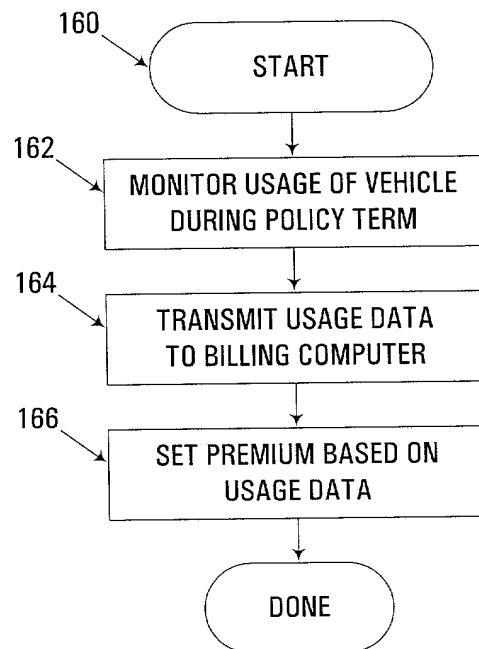 160
START
162
MONITOR USAGE OF VEHICLE
DURING POLICY TERM
164
TRANSMIT USAGE DATA
TO BILLING COMPUTER
166
SET PREMIUM BASED ON
USAGE DATA
DONE